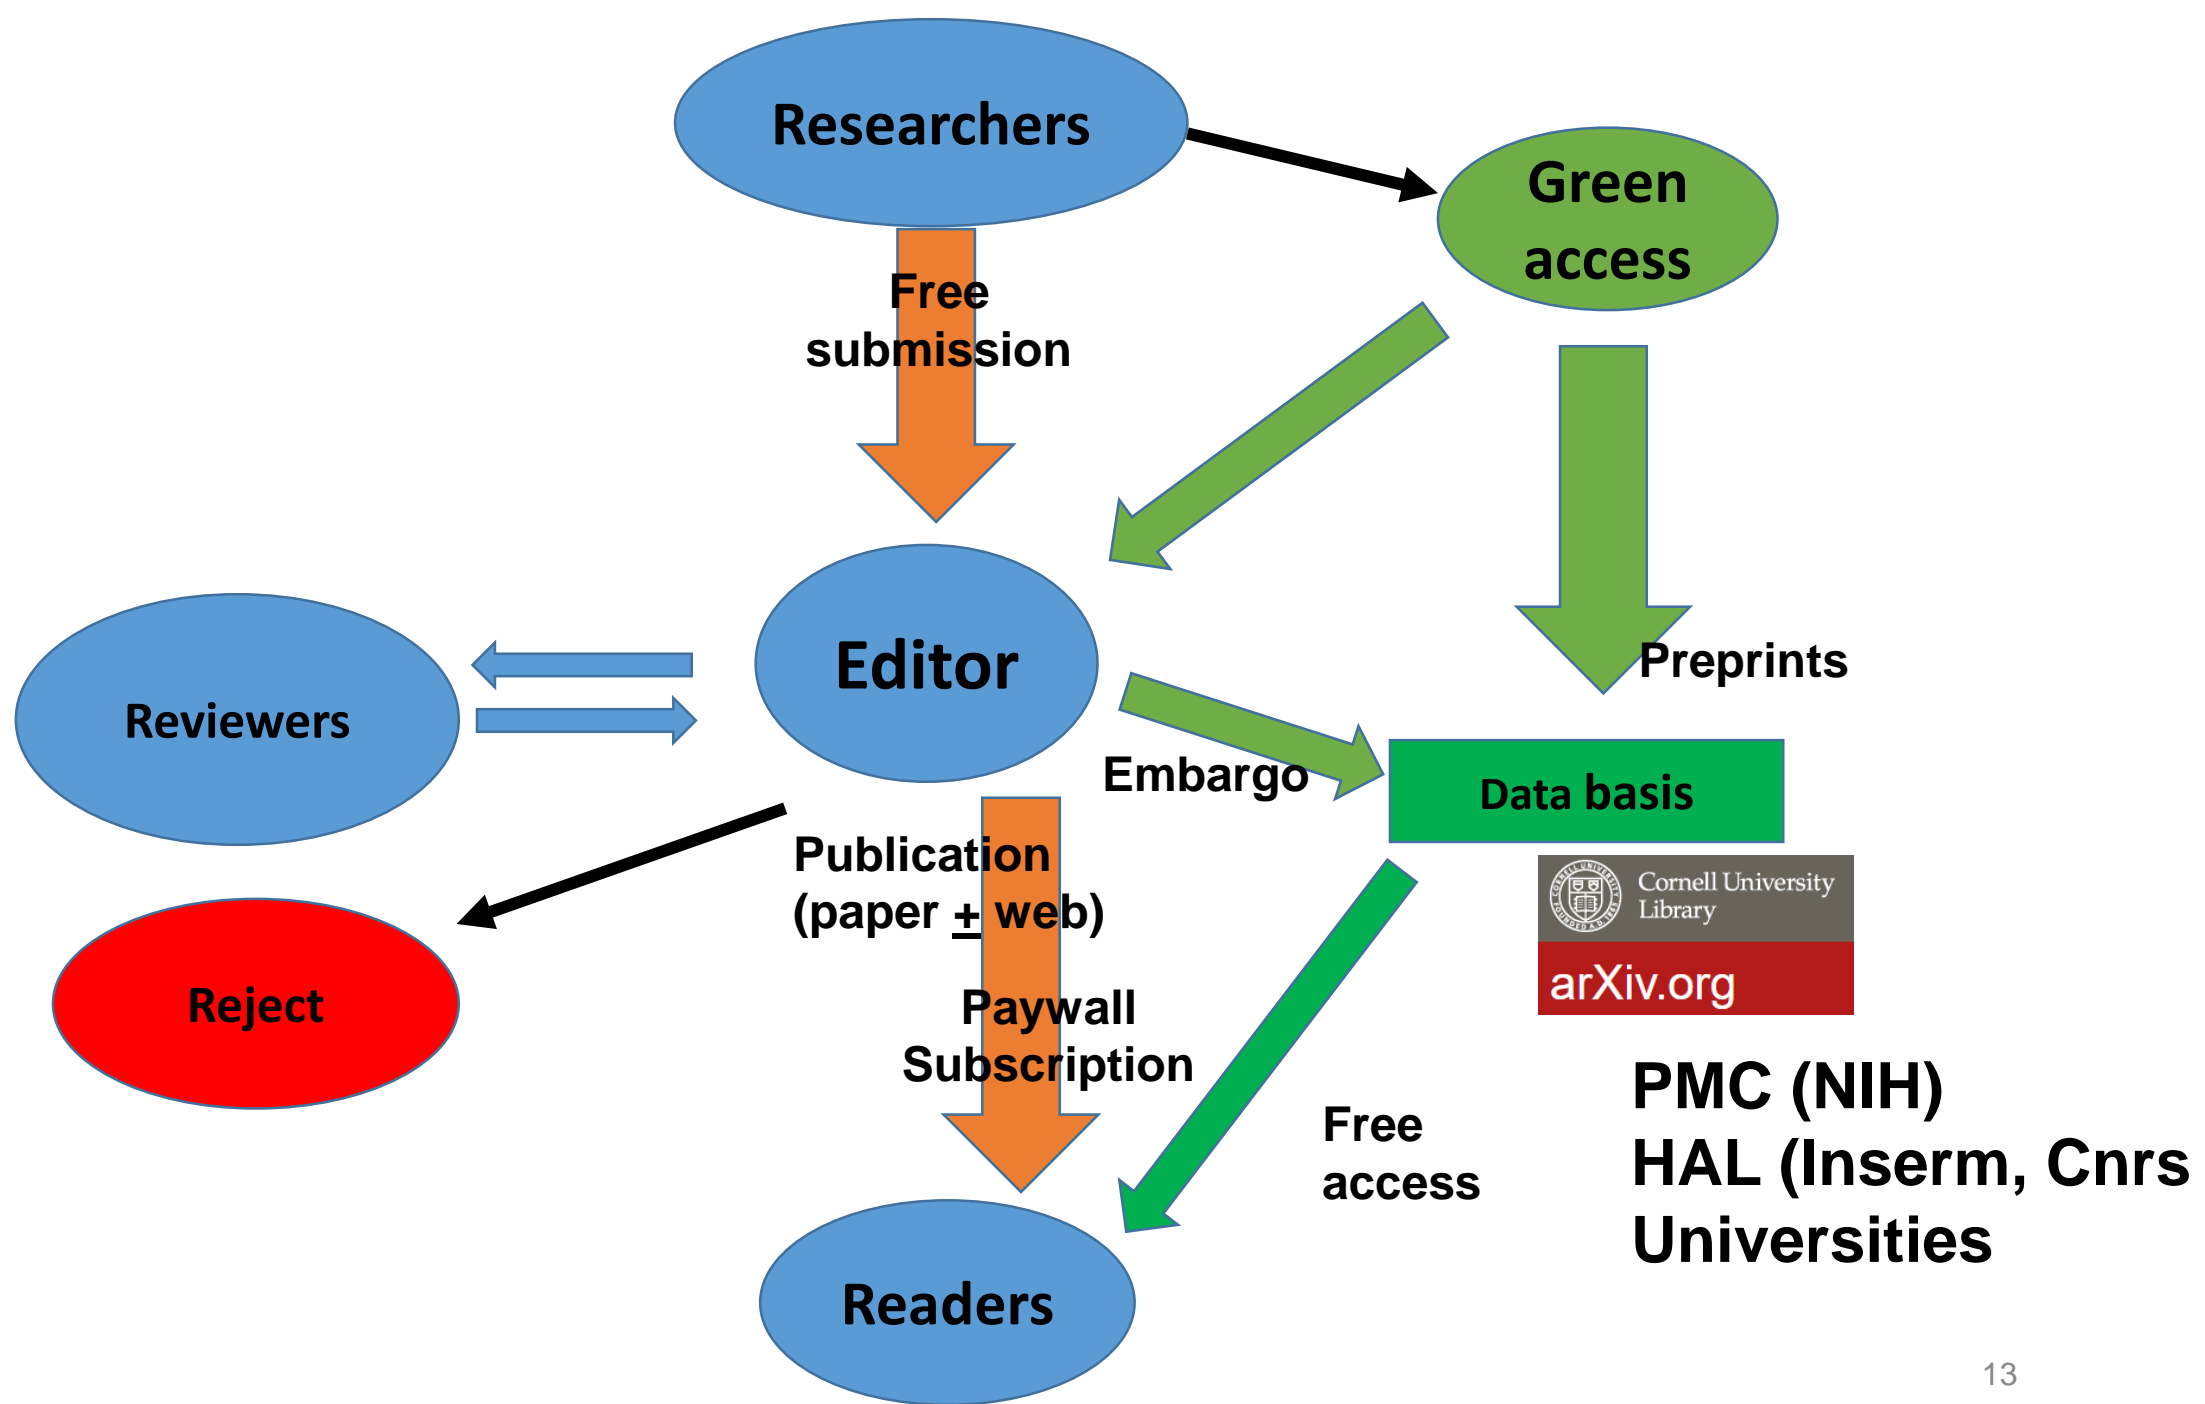 Researchers
Green
access
Free
submission
Editor
Preprints
Reviewers
Embargo
Data basis
Publication
(paper + web)
Cornell University
Library
arXiv.org
Reject
Paywall
Subscription
PMC (NIH)
Free
access
HAL (Inserm, Cnrs
Universities
Readers
13